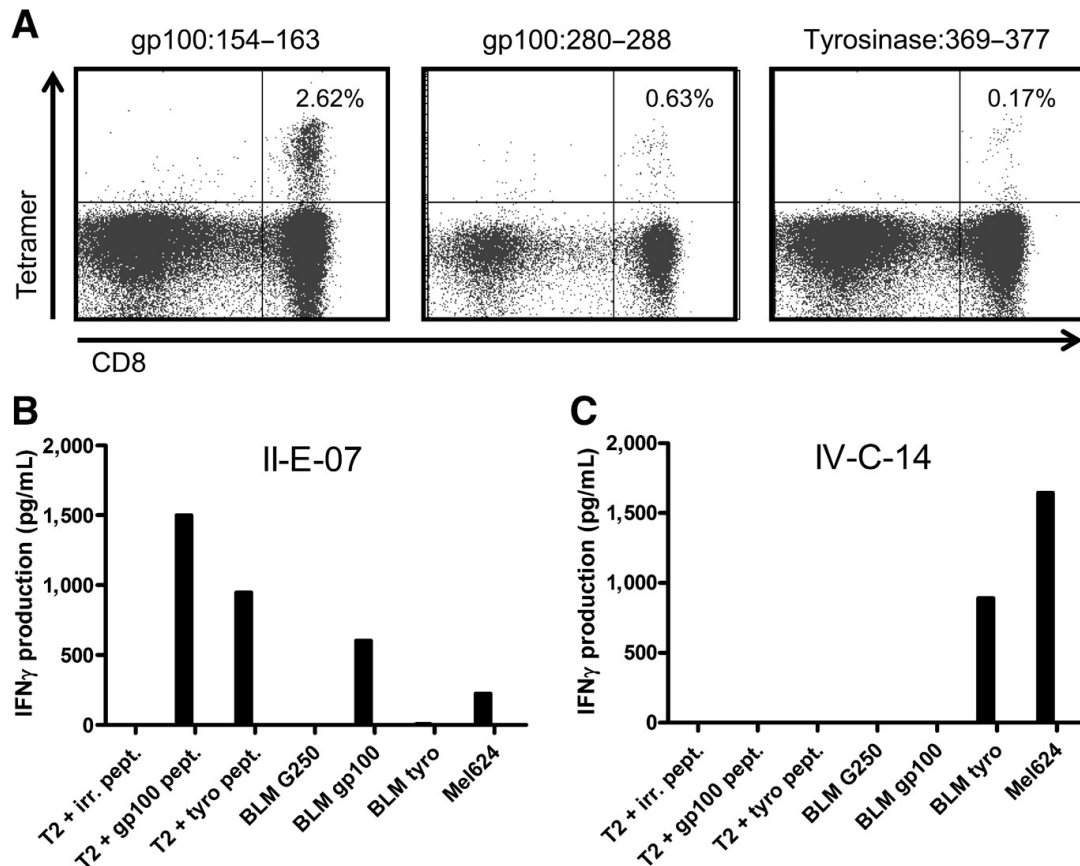 A
gp100:154–163
gp100:280–288
Tyrosinase:369–377
2.62%
0.63%
0.17%
Tetramer
CD8
B
II-E-07
IFNγ production (pg/mL)
2,000
1,500
1,000
500
0
T2 + irr. pept.
T2 + gp100 pept.
T2 + tyro pept.
BLM G250
BLM gp100
BLM tyro
Mel624
C
IV-C-14
IFNγ production (pg/mL)
2,000
1,500
1,000
500
0
T2 + irr. pept.
T2 + gp100 pept.
T2 + tyro pept.
BLM G250
BLM gp100
BLM tyro
Mel624